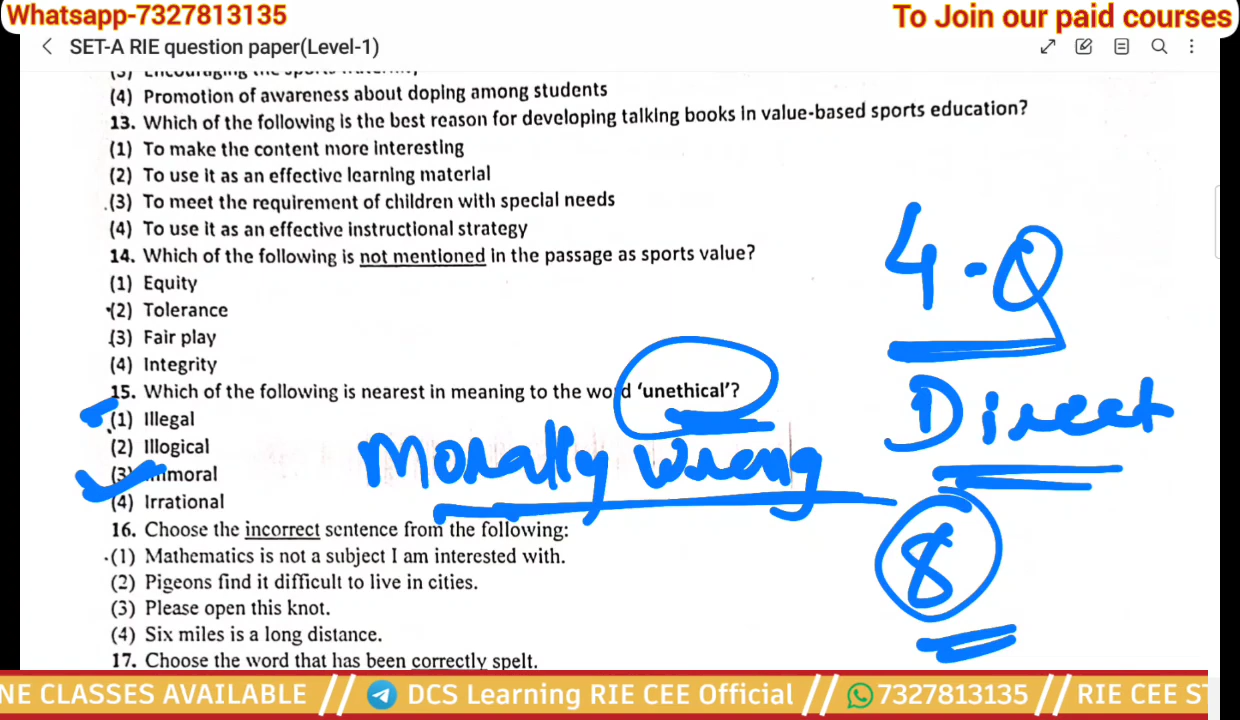 Whatsapp-7327813135
To Join our paid courses
SET-A RIE question paper(Level-1)
(3) Encouraging the sports
(4) Promotion of awareness about doping among students
13. Which of the following is the best reason for developing talking books in value-based sports education?
(1) To make the content more interesting
(2) To use it as an effective learning material
(3) To meet the requirement of children with special needs
(4) To use it as an effective instructional strategy
14. Which of the following is not mentioned in the passage as sports value?
(1) Equity
(2) Tolerance
(3) Fair play
(4) Integrity
15. Which of the following is nearest in meaning to the word ‘unethical’?
(1) Illegal
(2) Illogical
(3) Immoral
(4) Irrational
Morally wrong
4-Q
Direct
8
16. Choose the incorrect sentence from the following:
(1) Mathematics is not a subject I am interested with.
(2) Pigeons find it difficult to live in cities.
(3) Please open this knot.
(4) Six miles is a long distance.
17. Choose the word that has been correctly spelt.
NE CLASSES AVAILABLE // DCS Learning RIE CEE Official // 7327813135 // RIE CEE S